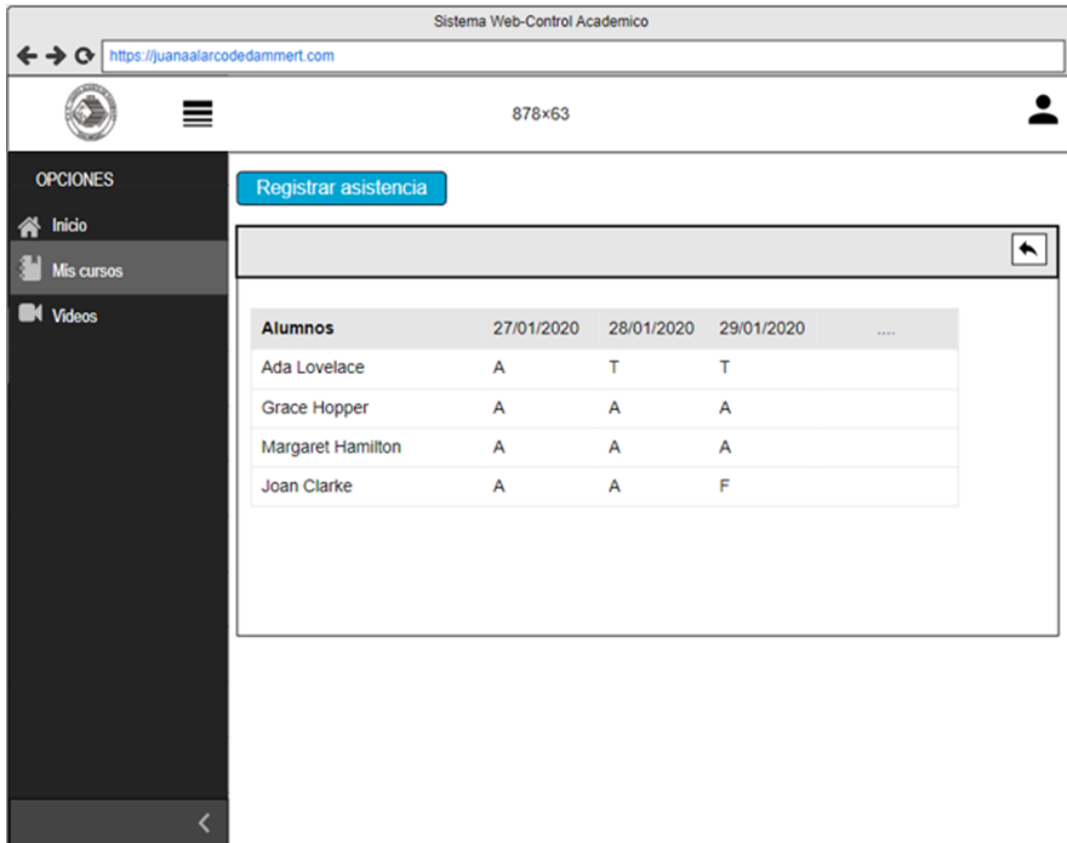 Sistema Web-Control Academico
https://juanaalarcodedammert.com
878×63
OPCIONES
Inicio
Mis cursos
Videos
Registrar asistencia
Alumnos 27/01/2020 28/01/2020 29/01/2020 ....
Ada Lovelace A T T
Grace Hopper A A A
Margaret Hamilton A A A
Joan Clarke A A F